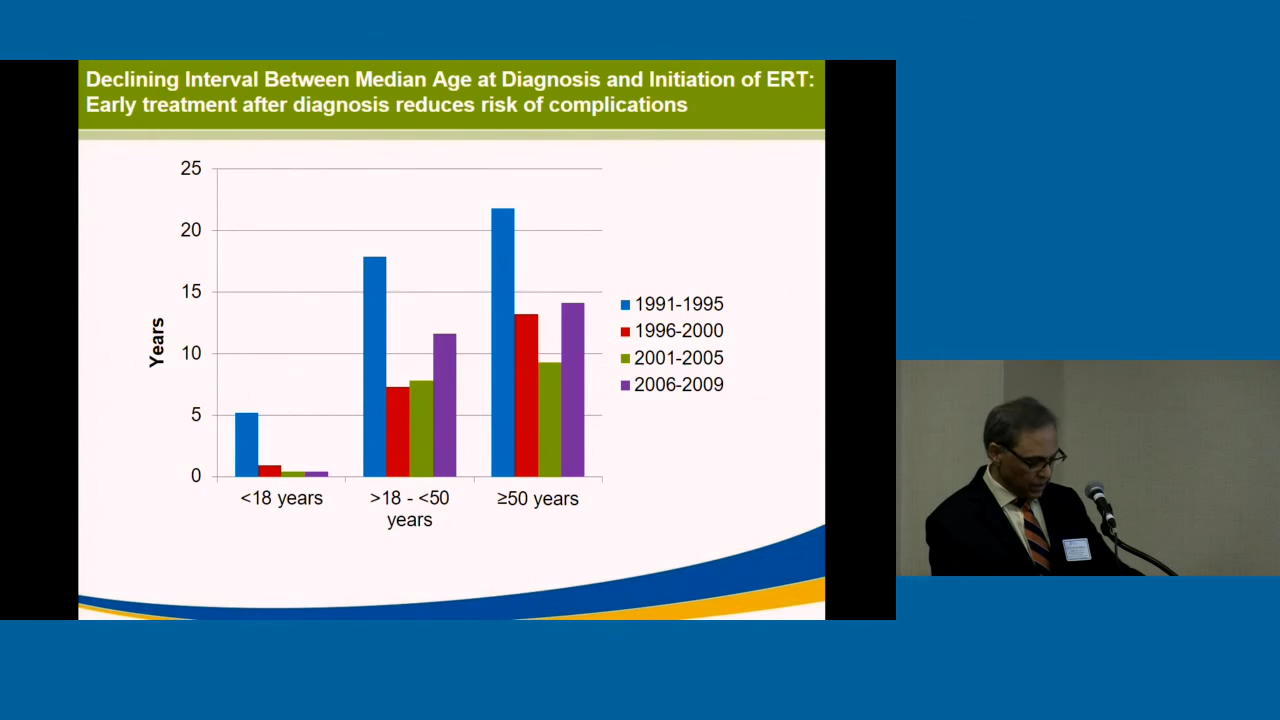 Declining Interval Between Median Age at Diagnosis and Initiation of ERT:
Early treatment after diagnosis reduces risk of complications
25
20
15
10
5
0
Years
<18 years
>18 - <50
years
≥50 years
1991-1995
1996-2000
2001-2005
2006-2009